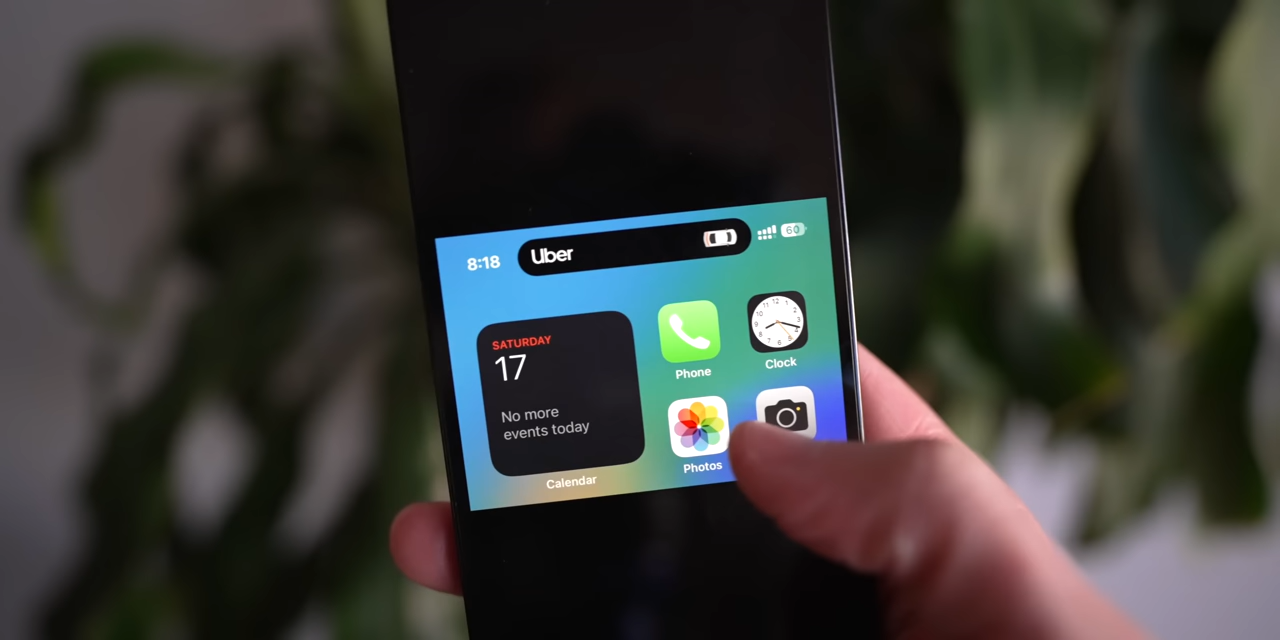 8:18
Uber
60
SATURDAY
17
No more
events today
Calendar
Phone
Clock
Photos